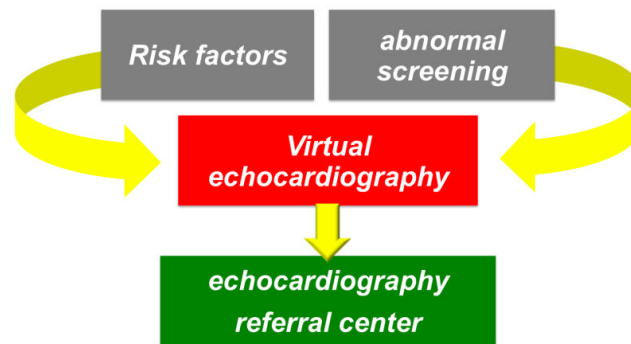 Risk factors
abnormal
screening
Virtual
echocardiography
echocardiography
referral center